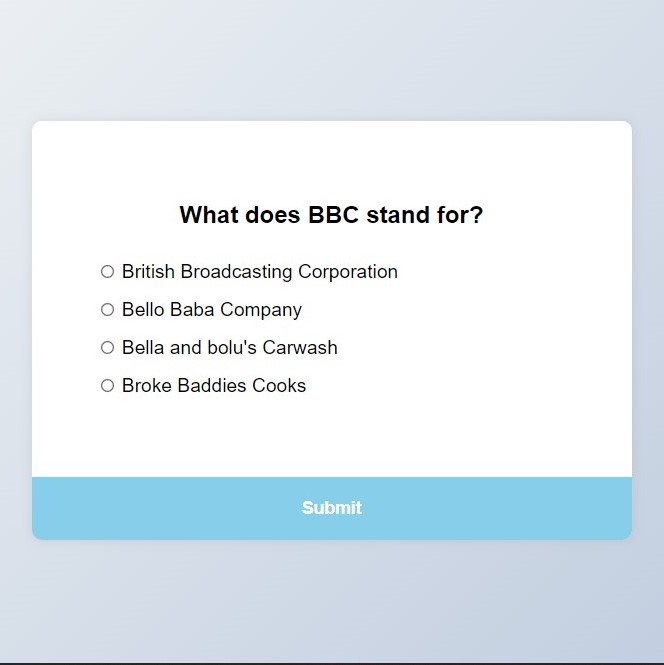 What does BBC stand for?
British Broadcasting Corporation
Bello Baba Company
Bella and bolu's Carwash
Broke Baddies Cooks
Submit